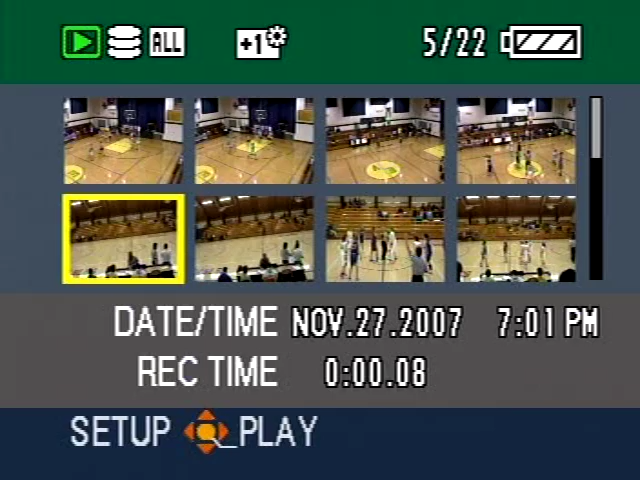 ALL +1 5/22
DATE/TIME NOV.27.2007 7:01 PM
REC TIME 0:00.08
SETUP PLAY